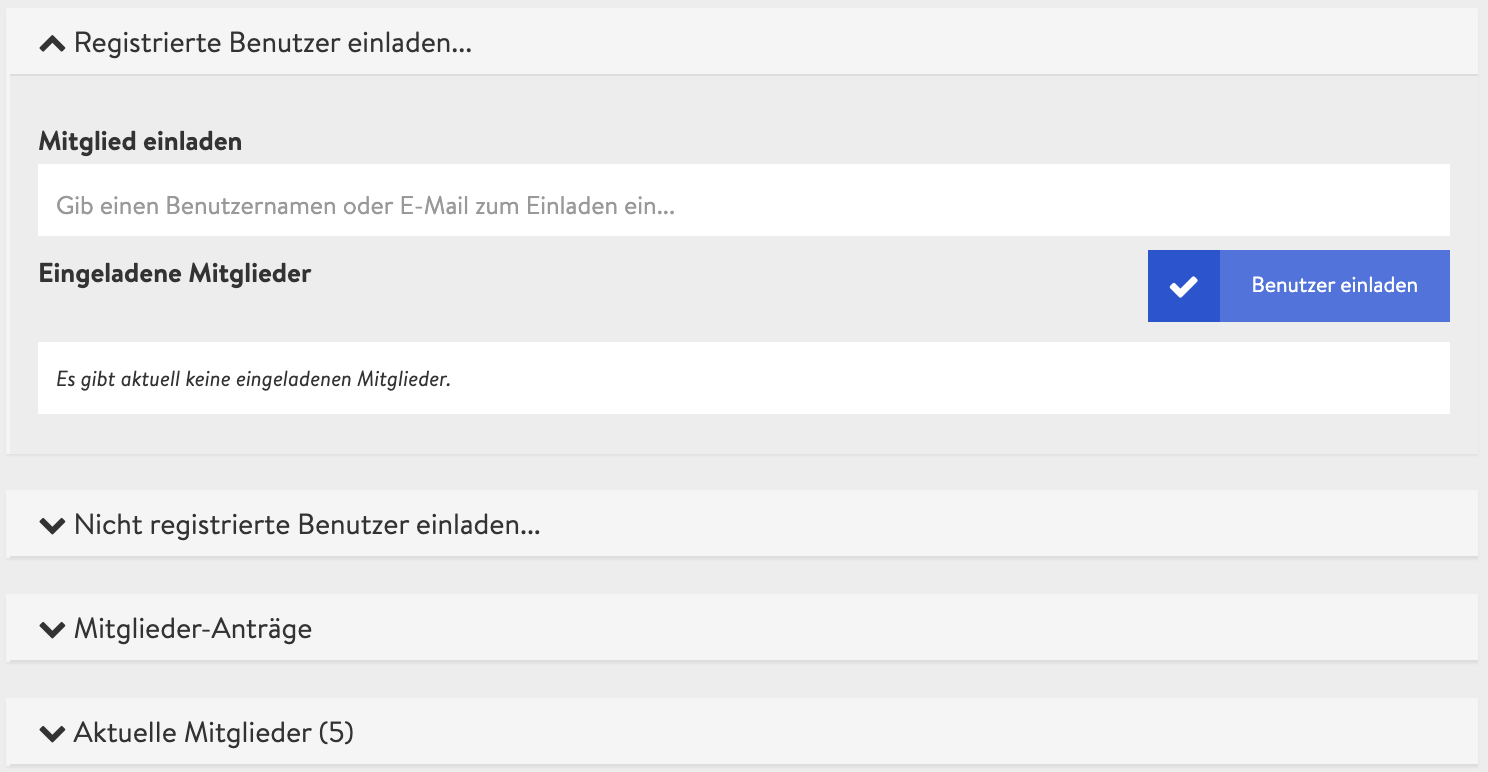 Registrierte Benutzer einladen...
Mitglied einladen
Gib einen Benutzernamen oder E-Mail zum Einladen ein...
Eingeladene Mitglieder
Benutzer einladen
Es gibt aktuell keine eingeladenen Mitglieder.
Nicht registrierte Benutzer einladen...
Mitglieder-Anträge
Aktuelle Mitglieder (5)